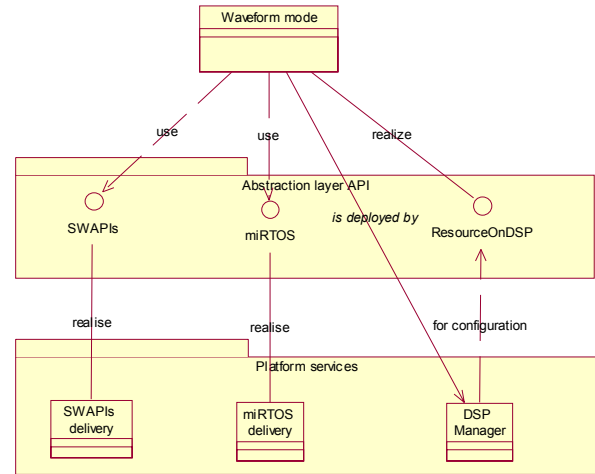 Waveform mode
use
use
realize
Abstraction layer API
SWAPIs
miRTOS
is deployed by
ResourceOnDSP
realise
realise
for configuration
Platform services
SWAPIs
delivery
miRTOS
delivery
DSP
Manager